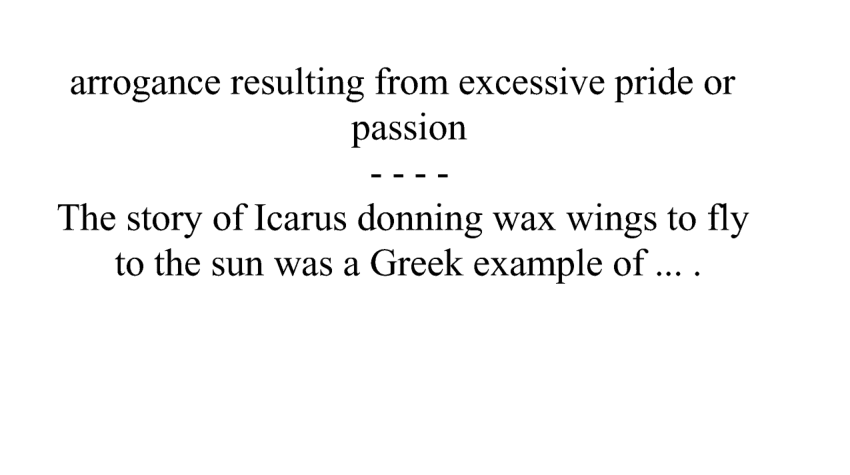 arrogance resulting from excessive pride or
passion
- - - -
The story of Icarus donning wax wings to fly
to the sun was a Greek example of ... .